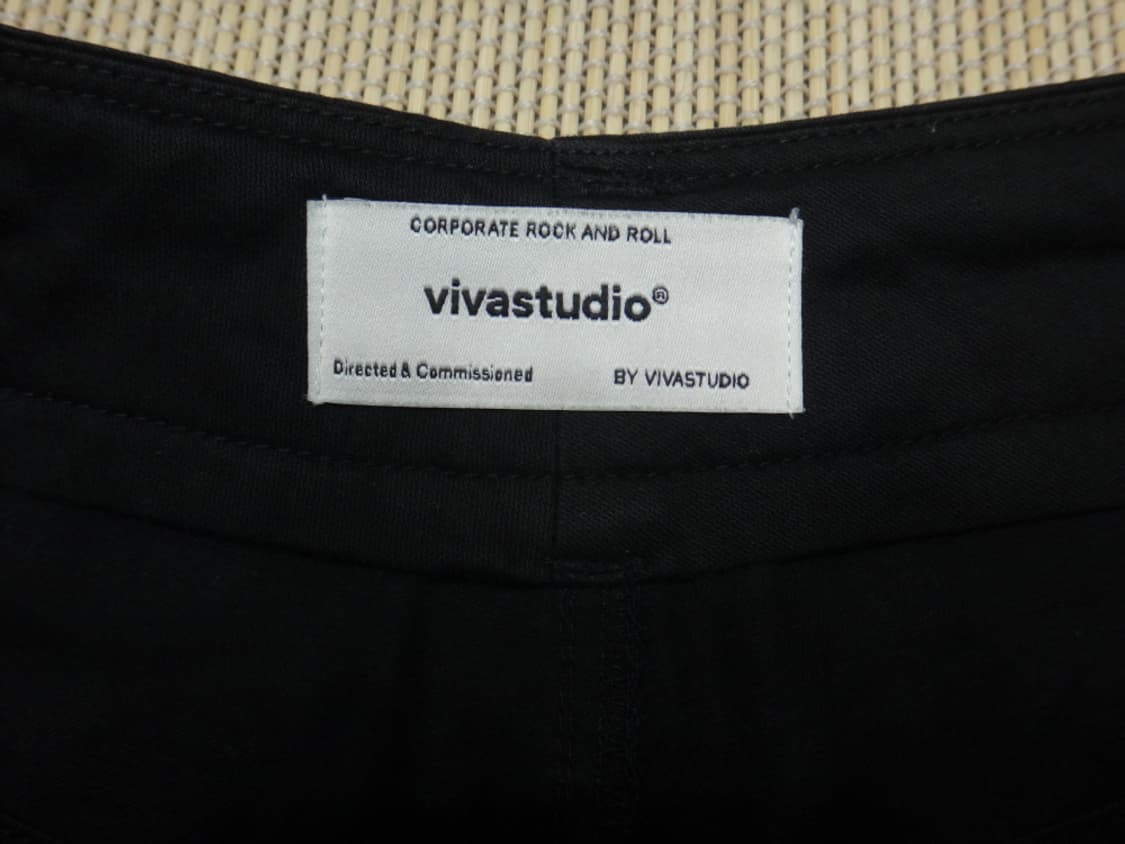 CORPORATE ROCK AND ROLL
vivastudio®
Directed & Commissioned BY VIVASTUDIO